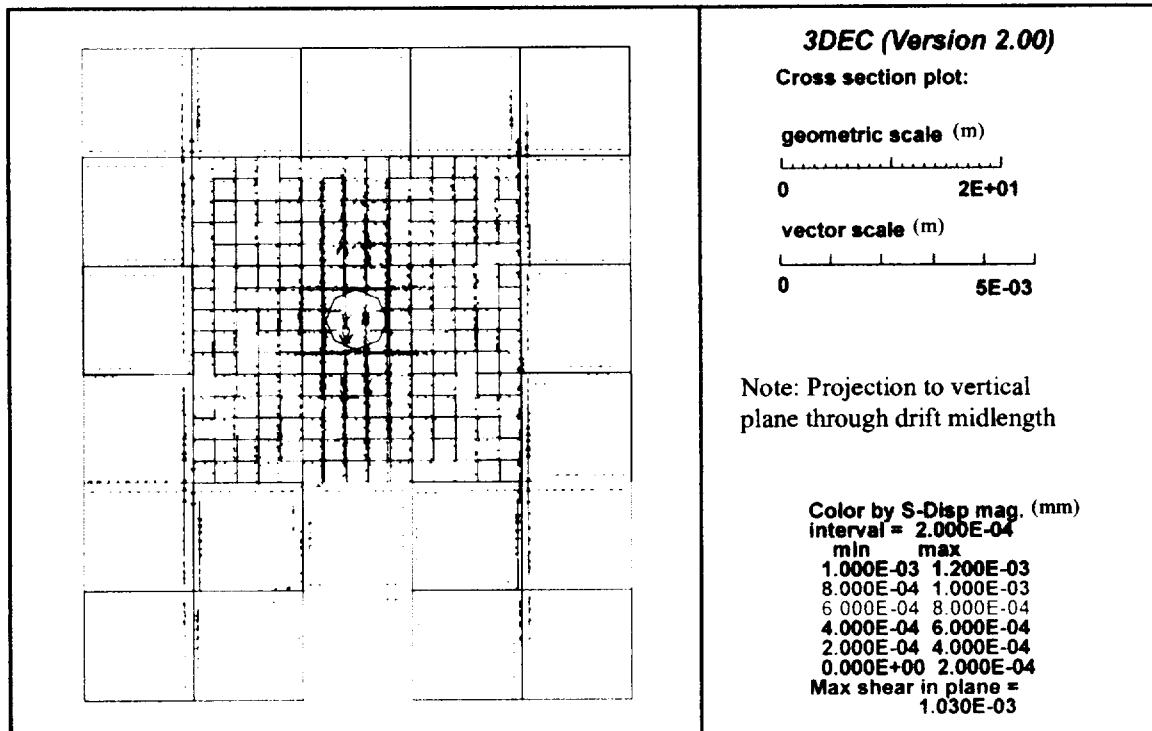 3DEC (Version 2.00)
Cross section plot:
geometric scale (m)
0 2E+01
vector scale (m)
0 5E-03
Note: Projection to vertical
plane through drift midlength
Color by S-Disp mag. (mm)
interval = 2.000E-04
min max
1.000E-03 1.200E-03
8.000E-04 1.000E-03
6 000E-04 8.000E-04
4.000E-04 6.000E-04
2.000E-04 4.000E-04
0.000E+00 2.000E-04
Max shear in plane =
1.030E-03